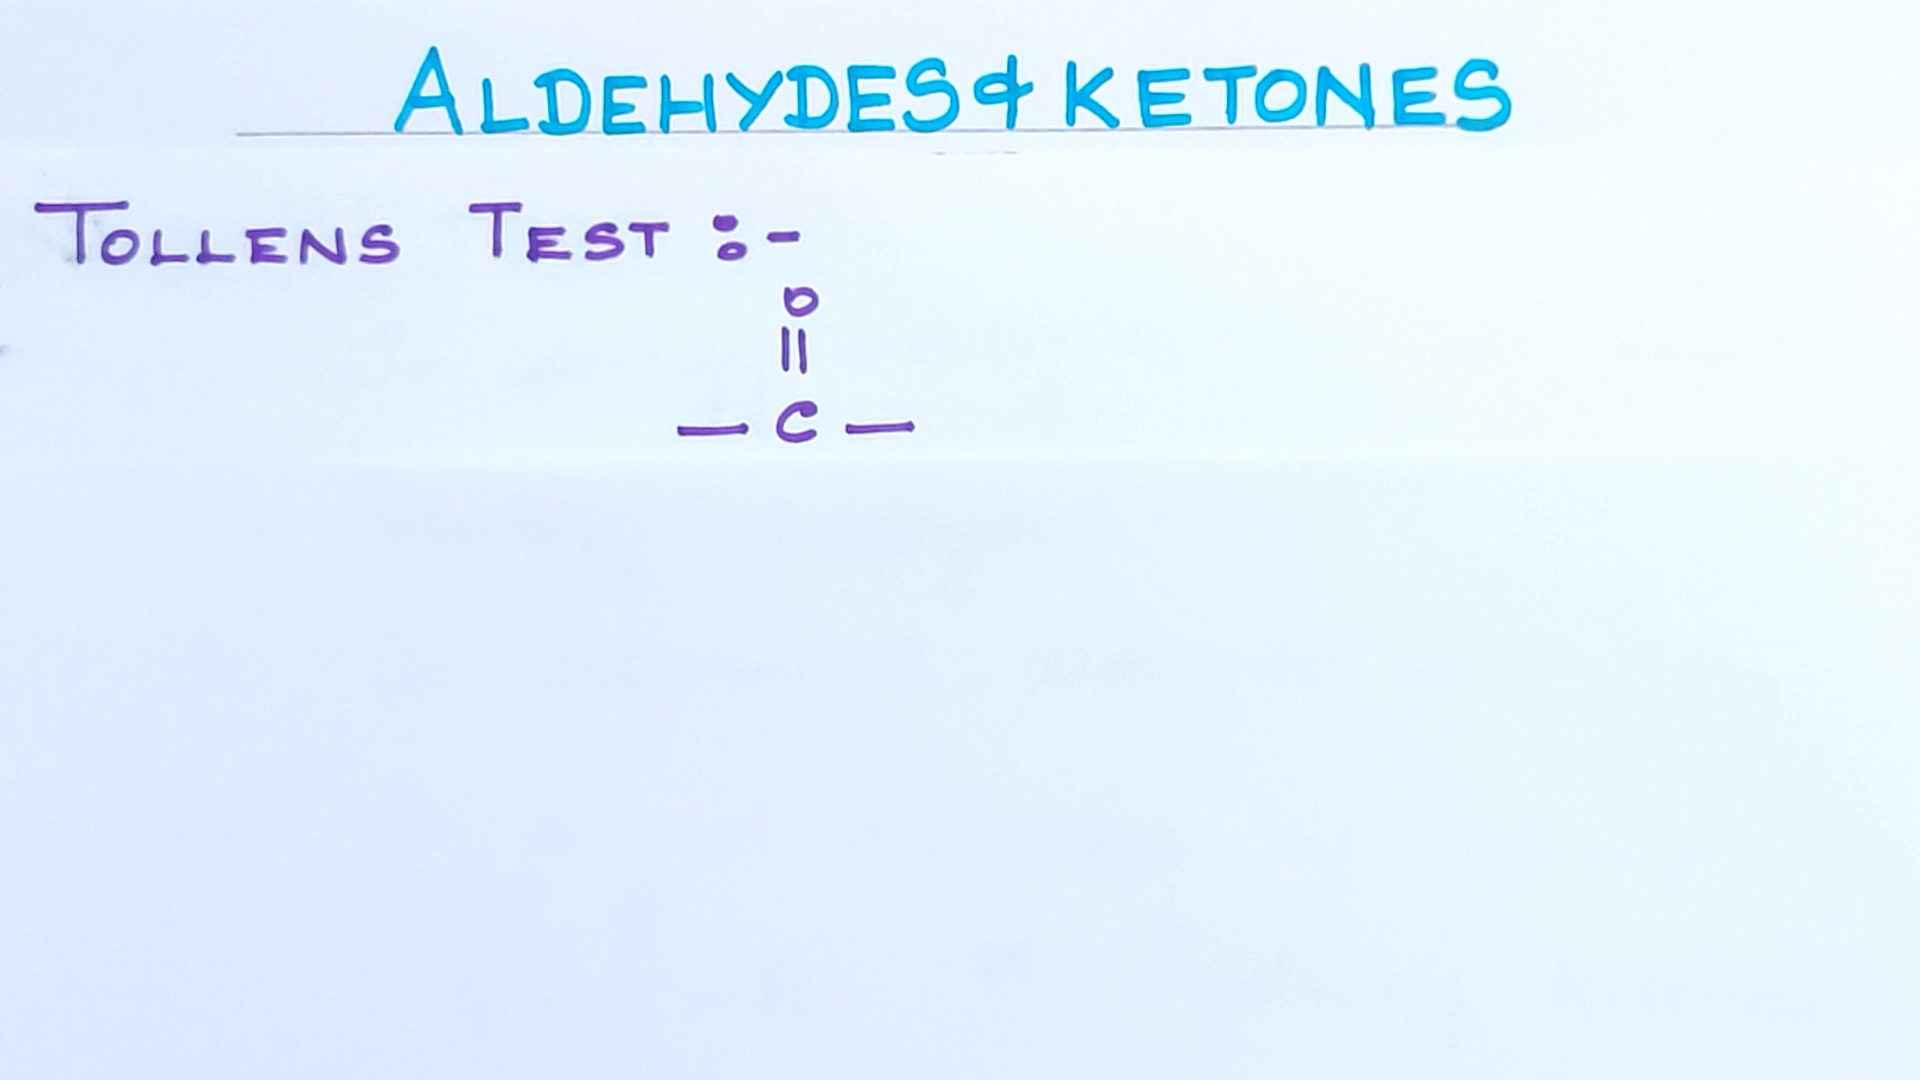 ALDEHYDES & KETONES
TOLLENS TEST :-
O
||
— C —